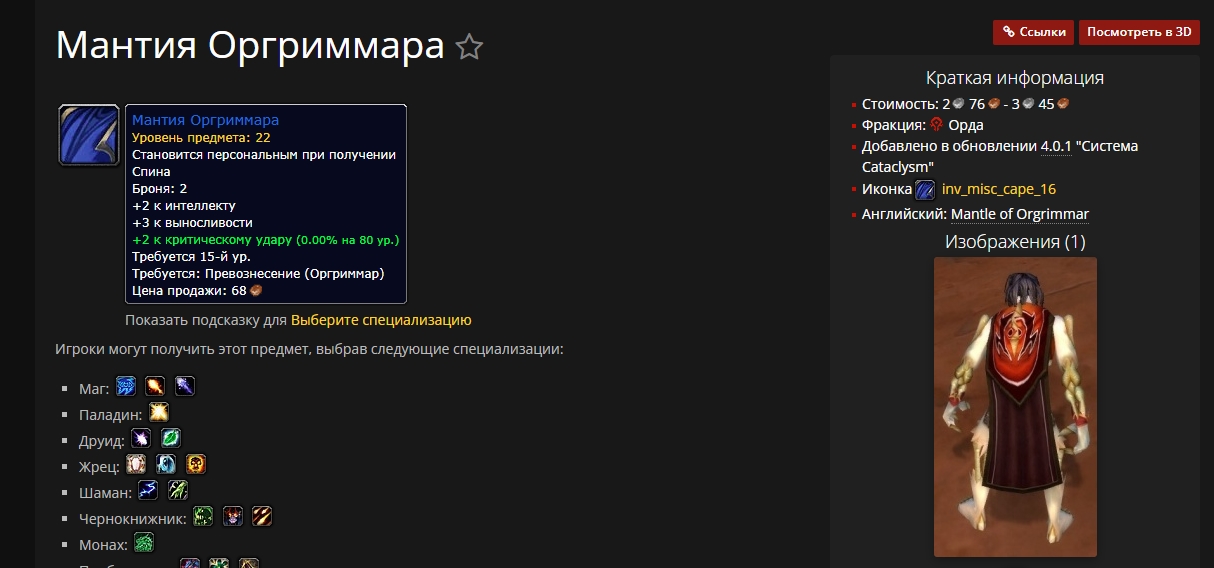 Мантия Оргриммара
Ссылки
Посмотреть в 3D
Мантия Оргриммара
Уровень предмета: 22
Становится персональным при получении
Спина
Броня: 2
+2 к интеллекту
+3 к выносливости
+2 к критическому удару (0.00% на 80 ур.)
Требуется 15-й ур.
Требуется: Превознесение (Оргриммар)
Цена продажи: 68
Показать подсказку для Выберите специализацию
Игроки могут получить этот предмет, выбрав следующие специализации:
Маг:
Паладин:
Друид:
Жрец:
Шаман:
Чернокнижник:
Монах:
Краткая информация
Стоимость: 2 76 - 3 45
Фракция: Орда
Добавлено в обновлении 4.0.1 "Система
Cataclysm"
Иконка inv_misc_cape_16
Английский: Mantle of Orgrimmar
Изображения (1)